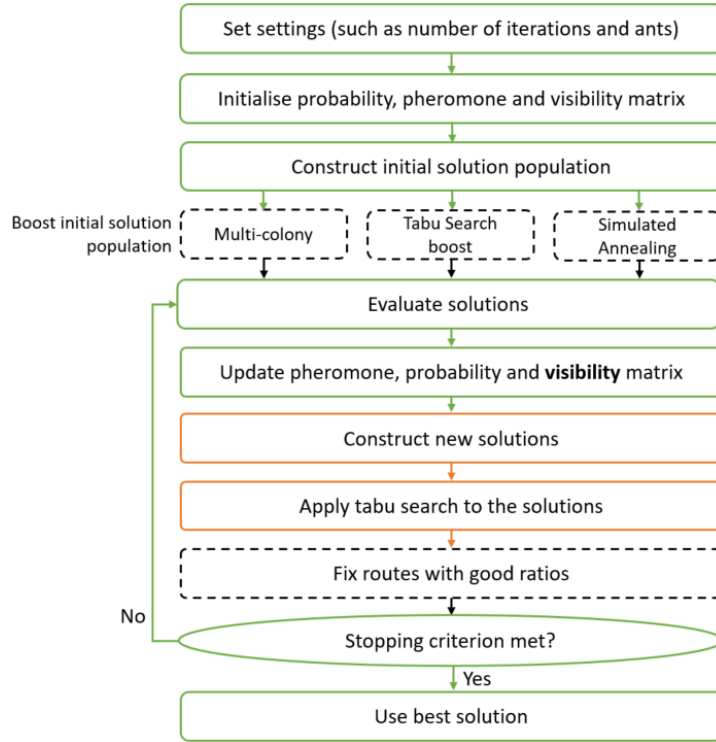 Set settings (such as number of iterations and ants)
Initialise probability, pheromone and visibility matrix
Construct initial solution population
Boost initial solution
population
Multi-colony
Tabu Search
boost
Simulated
Annealing
Evaluate solutions
Update pheromone, probability and visibility matrix
Construct new solutions
Apply tabu search to the solutions
Fix routes with good ratios
No
Stopping criterion met?
Yes
Use best solution